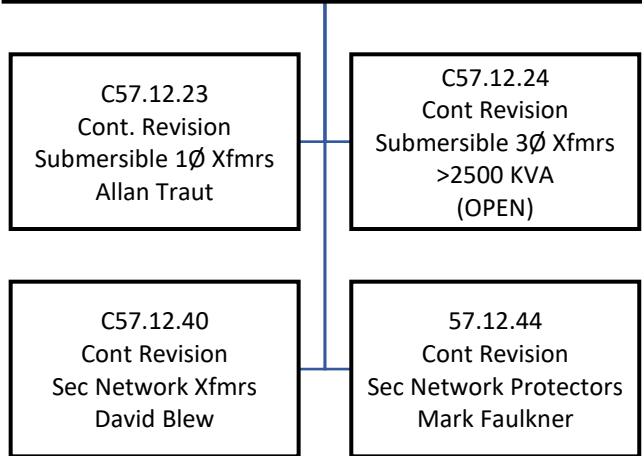 C57.12.23
Cont. Revision
Submersible 1Ø Xfmrs
Allan Traut
C57.12.24
Cont Revision
Submersible 3Ø Xfmrs
>2500 KVA
(OPEN)
C57.12.40
Cont Revision
Sec Network Xfmrs
David Blew
57.12.44
Cont Revision
Sec Network Protectors
Mark Faulkner